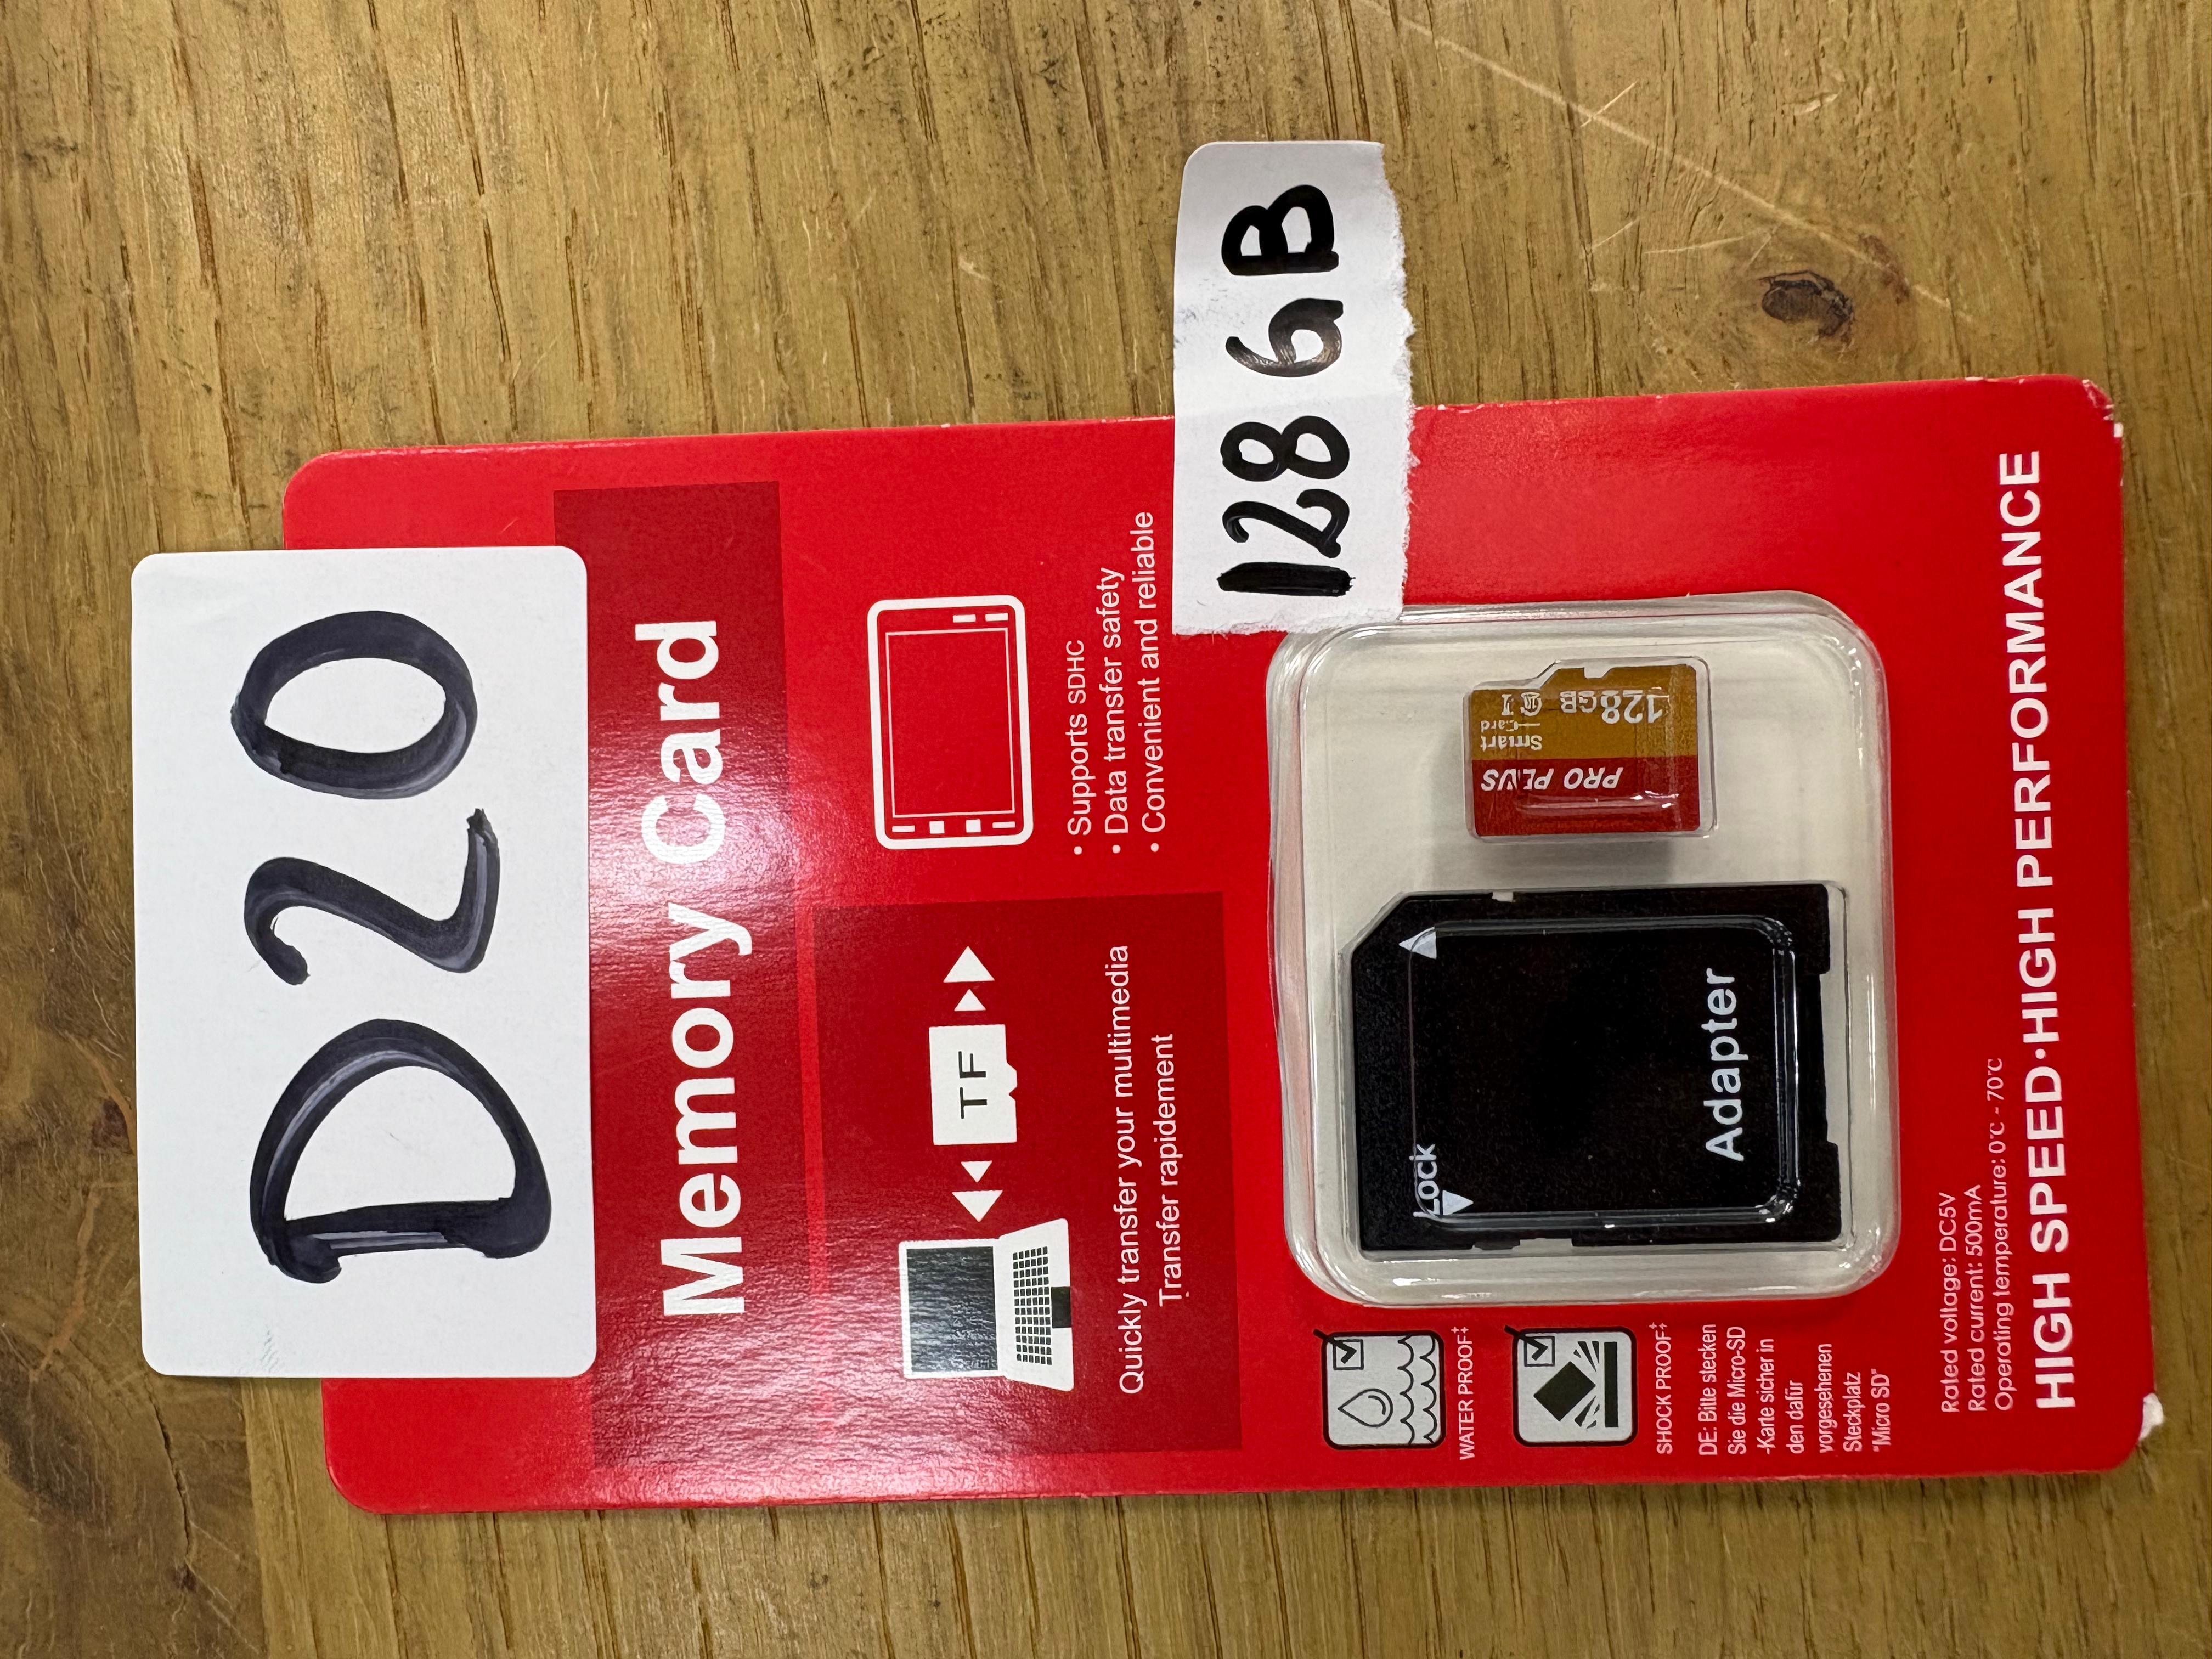 D20
Memory Card
TF
Quickly transfer your multimedia
Transfer rapidement
• Supports SDHC
• Data transfer safety
• Convenient and reliable
128 GB
WATER PROOF‡
SHOCK PROOF‡
DE: Bitte stecken
Sie die Micro-SD
-Karte sicher in
den dafür
vorgesehenen
Steckplatz
"Micro SD"
Lock
Adapter
PRO PLUS
Smart
Card
128GB
Rated voltage: DC5V
Rated current: 500mA
Operating temperature: 0℃ - 70℃
HIGH SPEED·HIGH PERFORMANCE